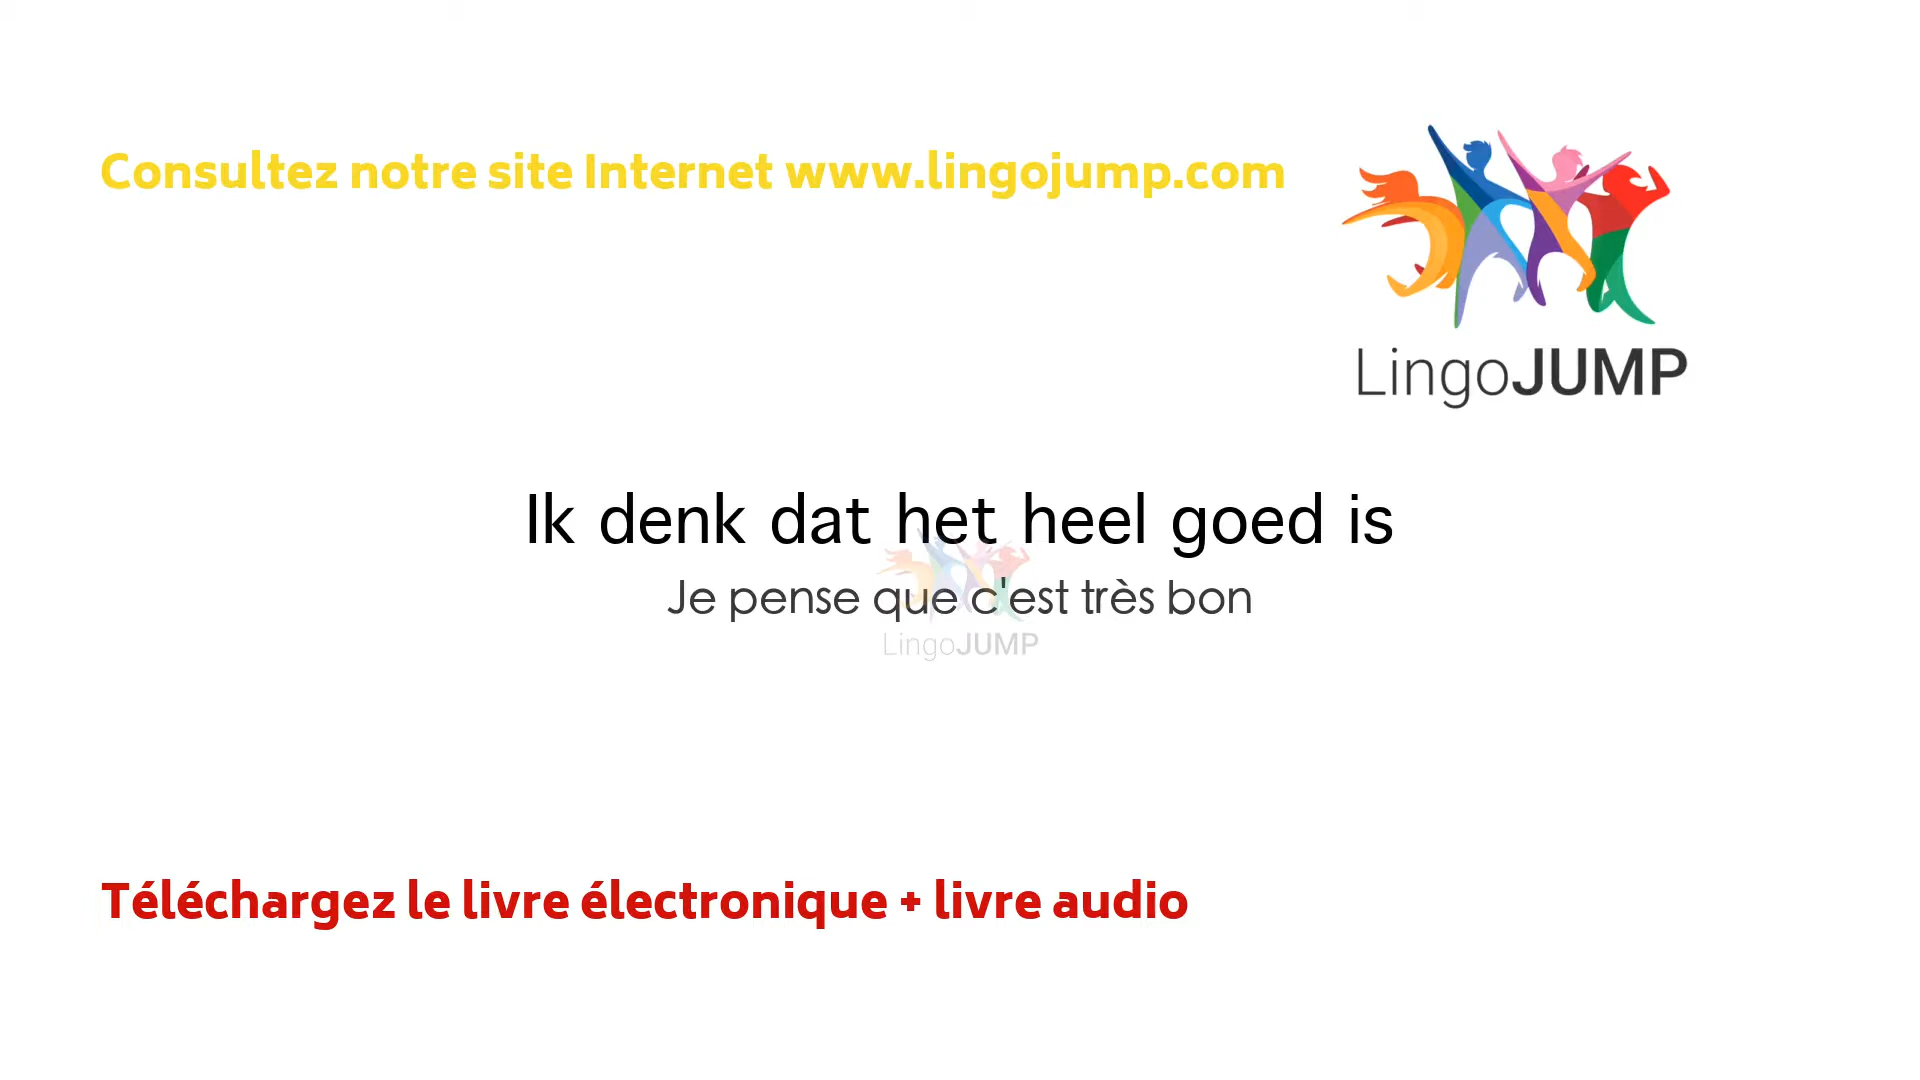 Consultez notre site Internet www.lingojump.com
LingoJUMP
Ik denk dat het heel goed is
Je pense que c'est très bon
LingoJUMP
Téléchargez le livre électronique + livre audio